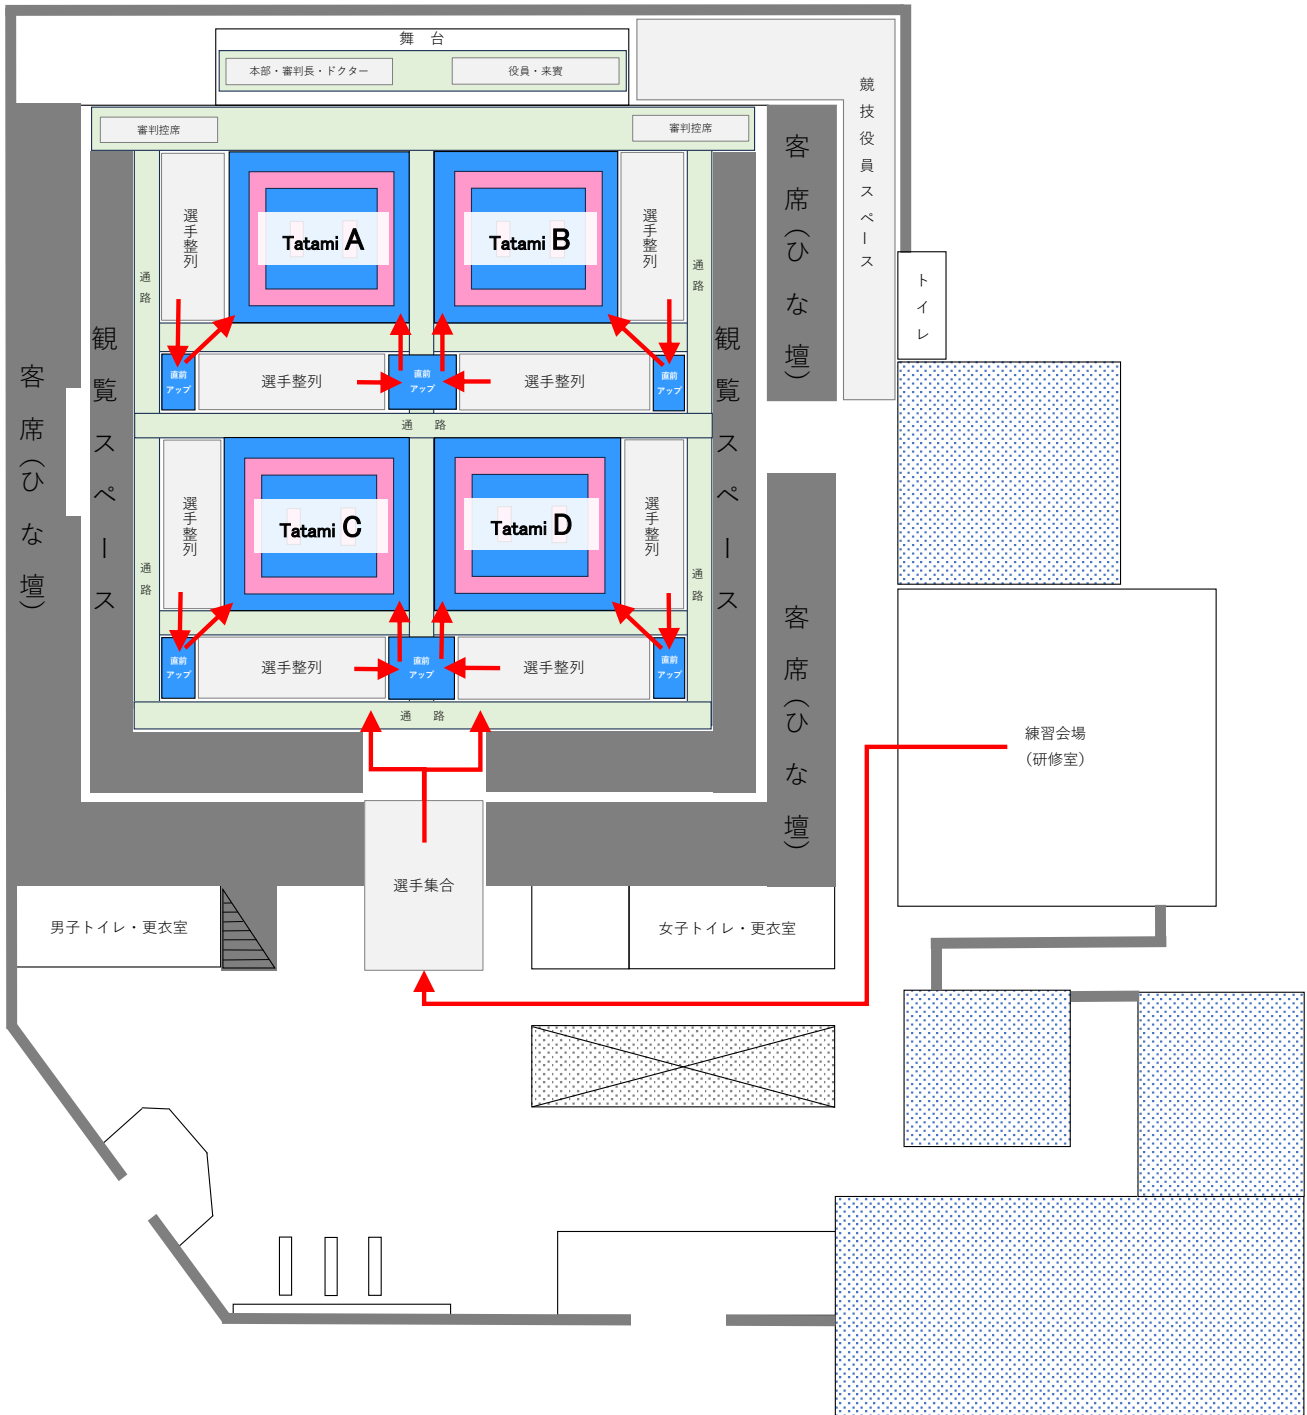 舞 台
本部・審判長・ドクター
役員・来賓
競技役員スペース
審判控席
審判控席
客席(ひな壇)
選手整列
Tatami A
Tatami B
選手整列
通路
通路
トイレ
観覧スペース
観覧スペース
客席(ひな壇)
直前
アップ
選手整列
直前
アップ
選手整列
直前
アップ
通 路
選手整列
Tatami C
Tatami D
選手整列
通路
通路
客席(ひな壇)
直前
アップ
選手整列
直前
アップ
選手整列
直前
アップ
通 路
練習会場
(研修室)
選手集合
男子トイレ・更衣室
女子トイレ・更衣室